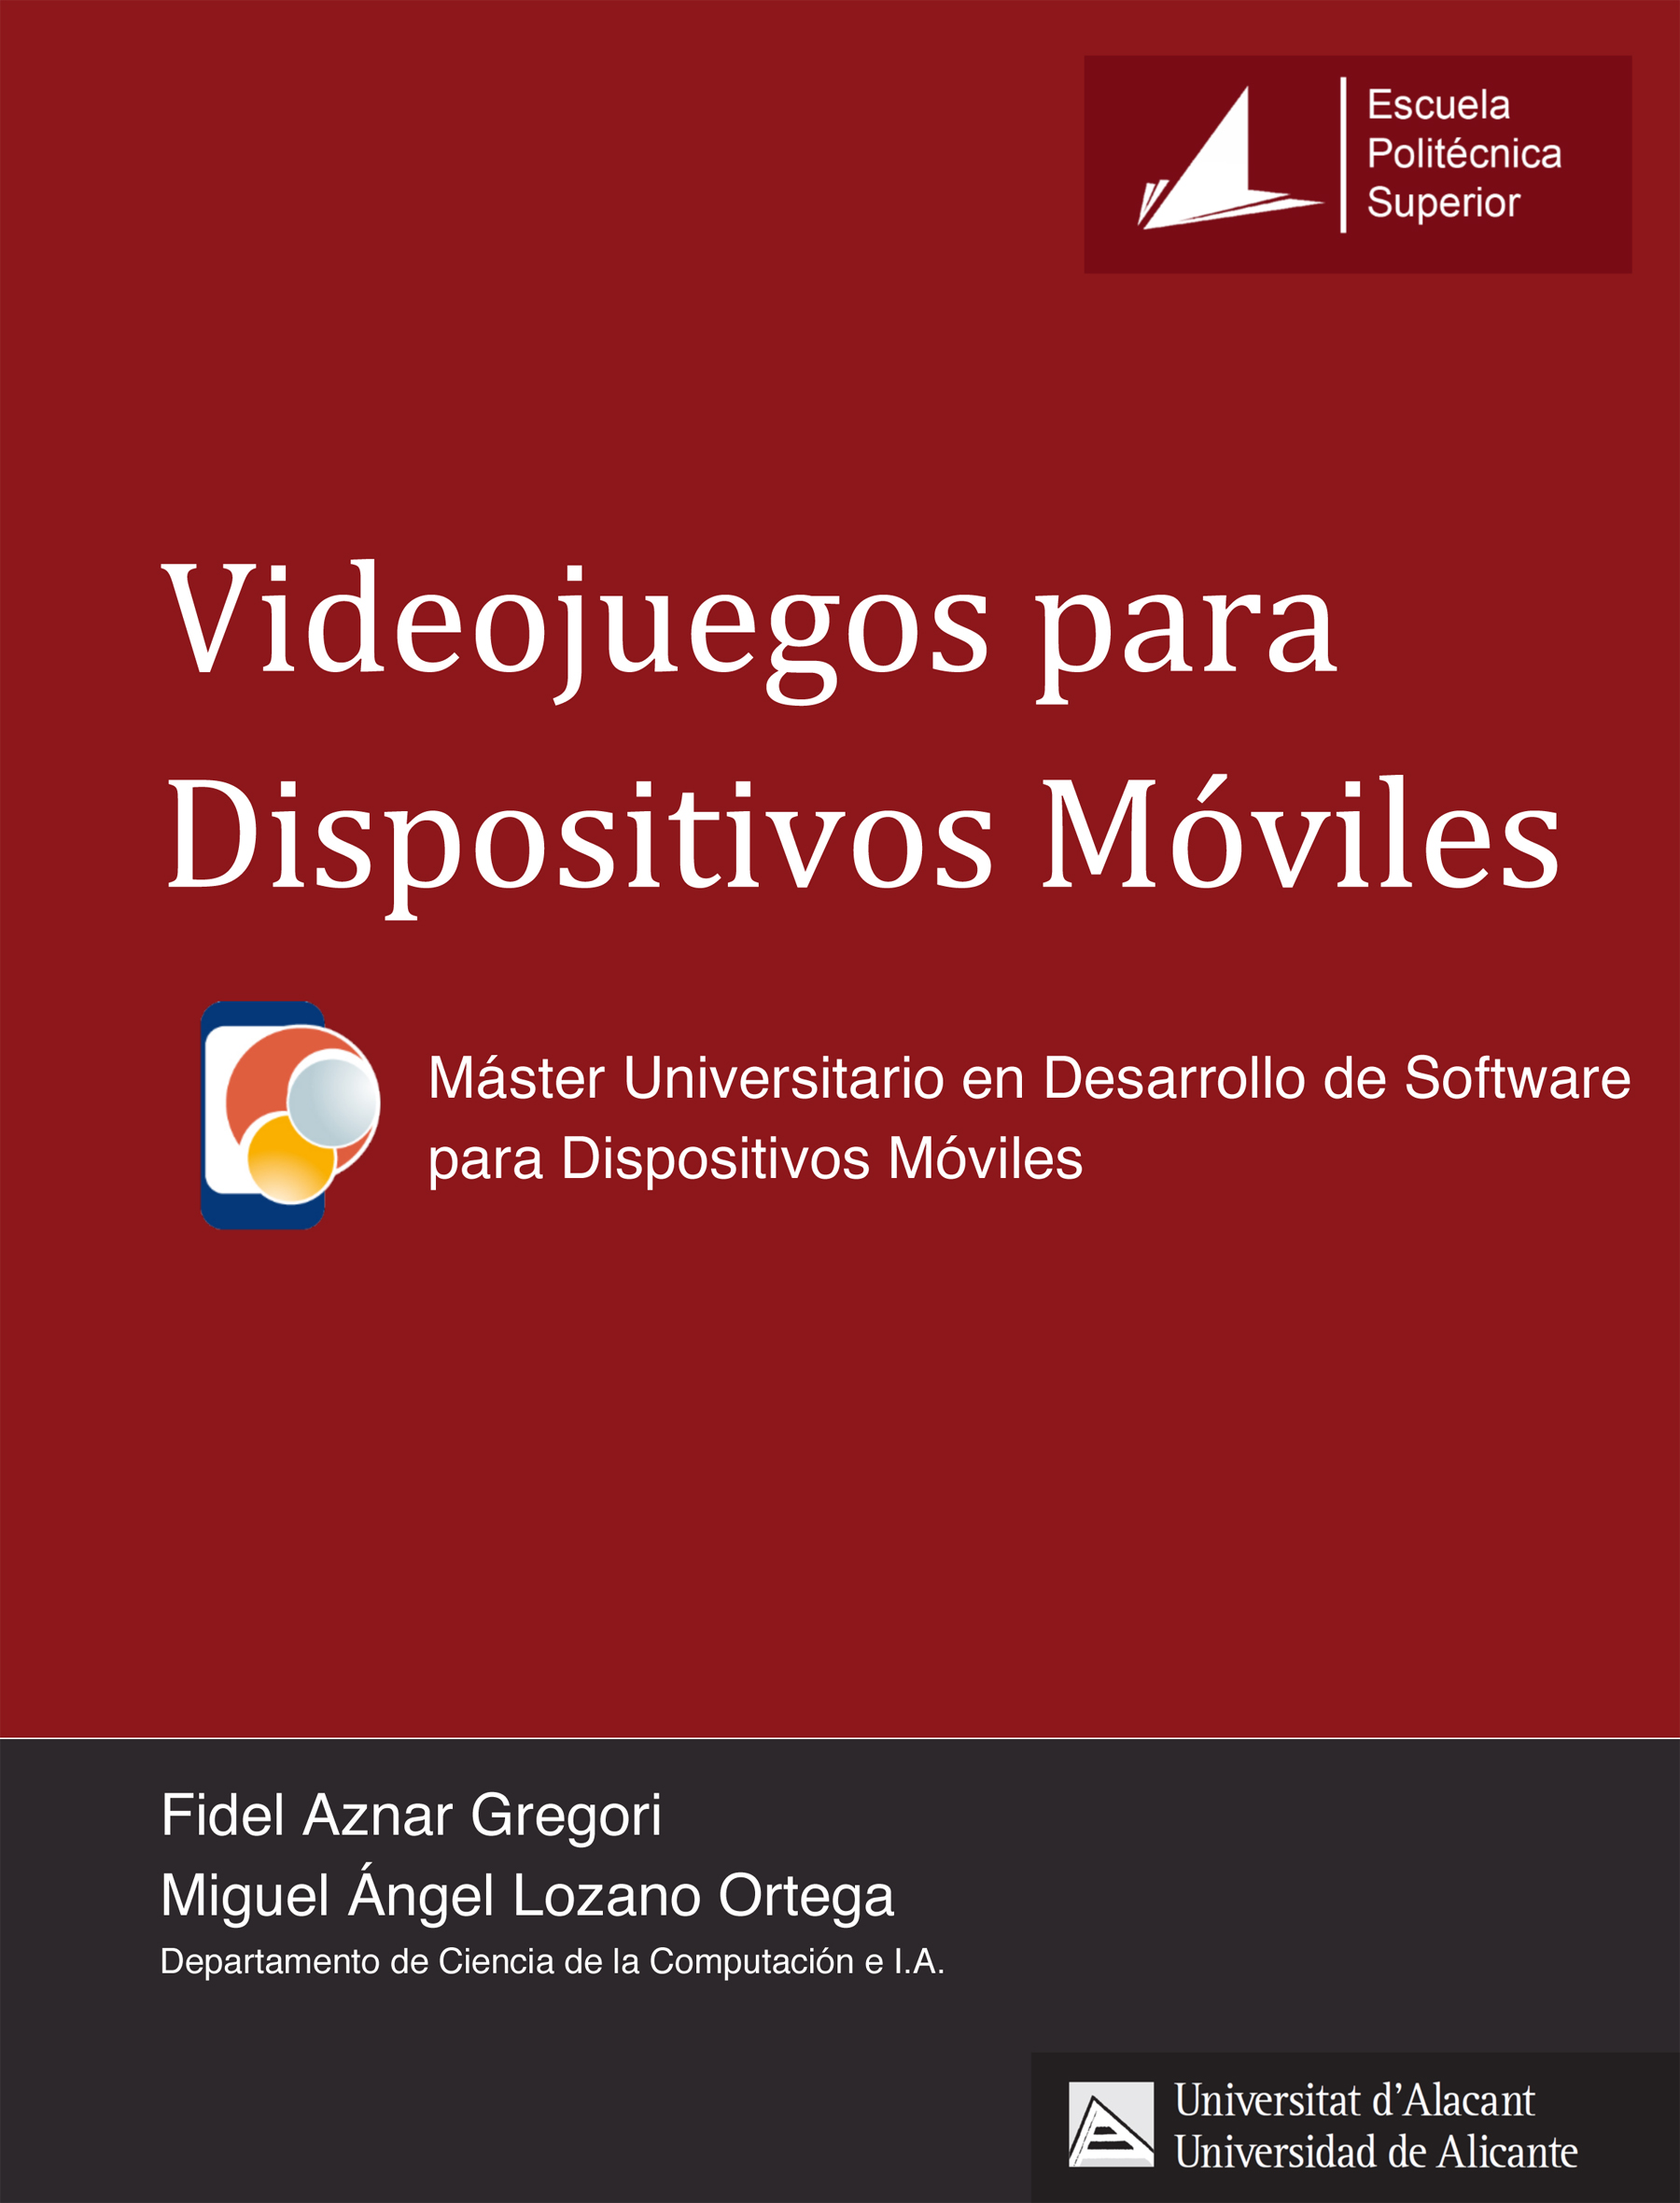 Escuela
Politécnica
Superior
Videojuegos para
Dispositivos Móviles
Máster Universitario en Desarrollo de Software
para Dispositivos Móviles
Fidel Aznar Gregori
Miguel Ángel Lozano Ortega
Departamento de Ciencia de la Computación e I.A.
Universitat d'Alacant
Universidad de Alicante